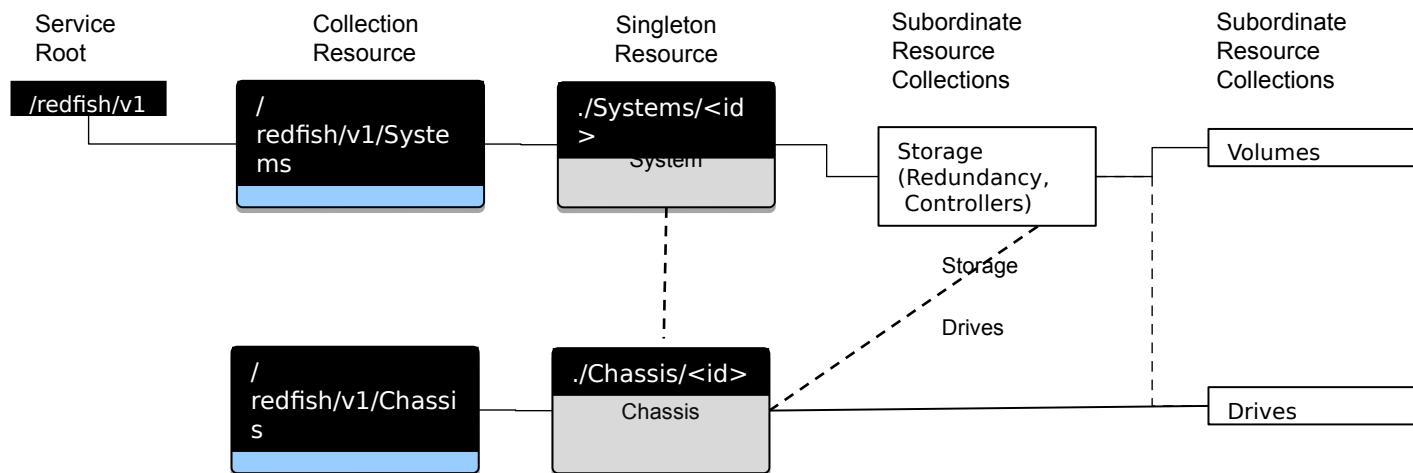 Service
Root
Collection
Resource
Singleton
Resource
Subordinate
Resource
Collections
Subordinate
Resource
Collections
/redfish/v1
/
redfish/v1/Syste
ms
./Systems/<id
>
System
Storage
(Redundancy,
Controllers)
Volumes
Storage
Drives
/
redfish/v1/Chassi
s
./Chassis/<id>
Chassis
Drives